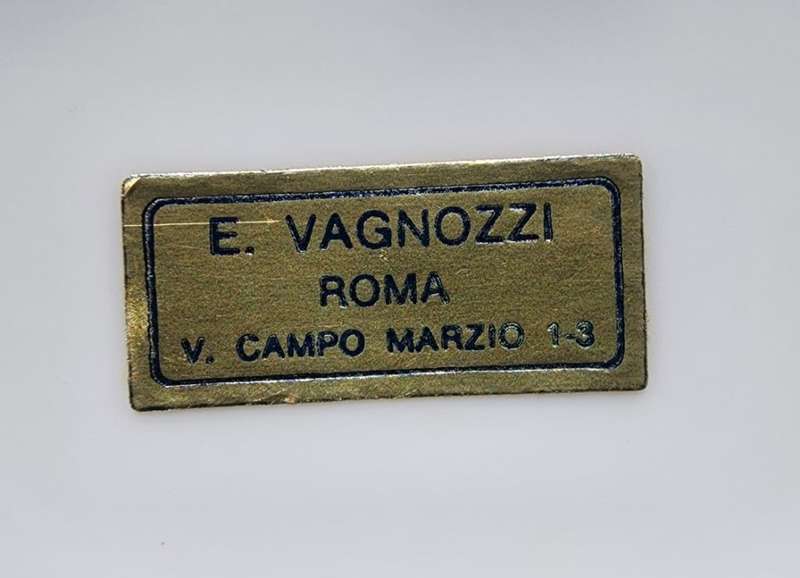 E. VAGNOZZI
ROMA
V. CAMPO MARZIO 1-3